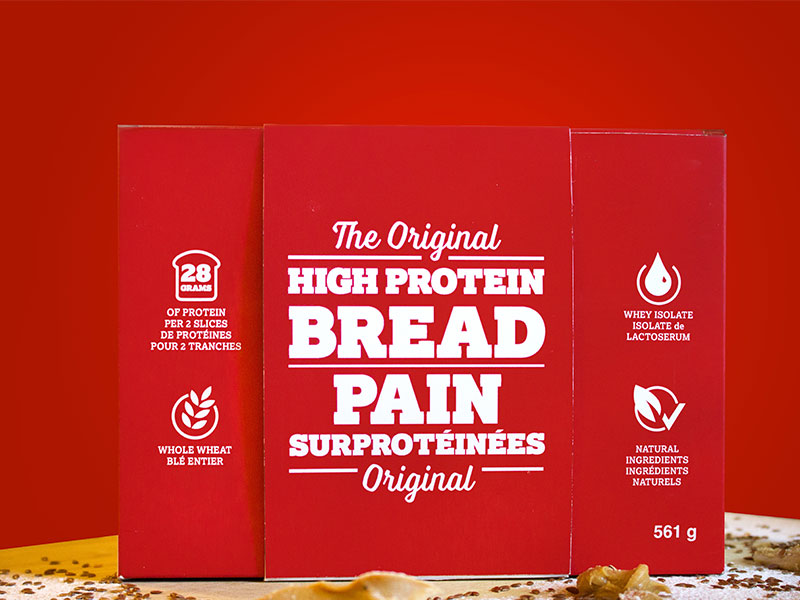 28
GRAMS
OF PROTEIN
PER 2 SLICES
DE PROTÉINES
POUR 2 TRANCHES
WHOLE WHEAT
BLÉ ENTIER
The Original
HIGH PROTEIN
BREAD
PAIN
SURPROTÉINÉES
Original
WHEY ISOLATE
ISOLATE de
LACTOSERUM
NATURAL
INGREDIENTS
INGRÉDIENTS
NATURELS
561 g